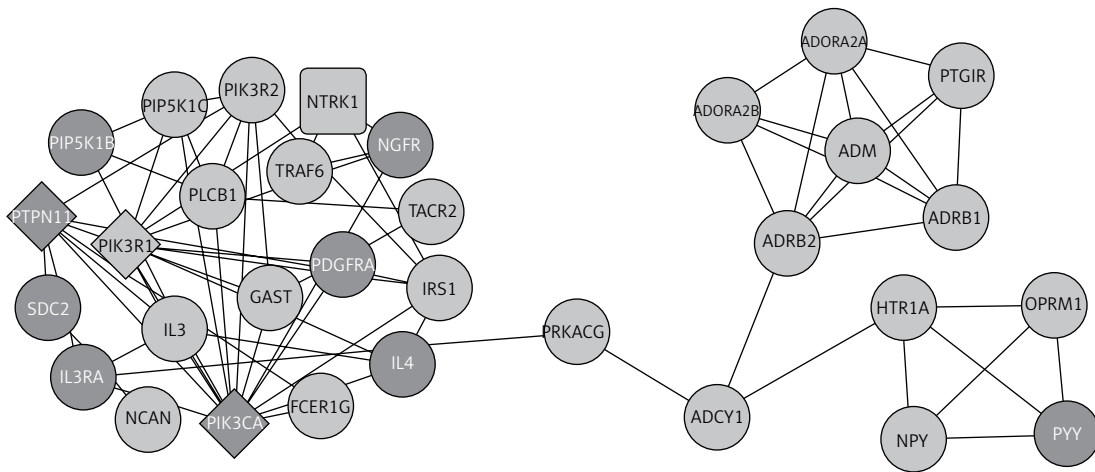 ADORA2A
PTGIR
PIK3R2
NTRK1
PIP5K1C
ADORA2B
PIP5K1B
NGFR
ADM
TRAF6
PLCB1
PTPN11
TACR2
ADRB1
PIK3R1
ADRB2
PDGFRA
IRS1
GAST
SDC2
HTR1A
OPRM1
IL3
PRKACG
IL4
IL3RA
FCER1G
NCAN
PIK3CA
ADCY1
NPY
PYY